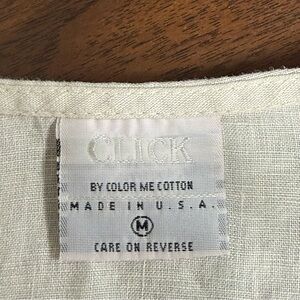 CLICK
BY COLOR ME COTTON
MADE IN U.S.A.
M
CARE ON REVERSE